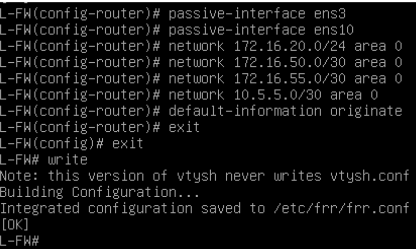 L-FW(config-router)# passive-interface ens3
L-FW(config-router)# passive-interface ens10
L-FW(config-router)# network 172.16.20.0/24 area 0
L-FW(config-router)# network 172.16.50.0/30 area 0
L-FW(config-router)# network 172.16.55.0/30 area 0
L-FW(config-router)# network 10.5.5.0/30 area 0
L-FW(config-router)# default-information originate
L-FW(config-router)# exit
L-FW(config)# exit
L-FW# write
Note: this version of vtysh never writes vtysh.conf
Building Configuration...
Integrated configuration saved to /etc/frr/frr.conf
[OK]
L-FW#